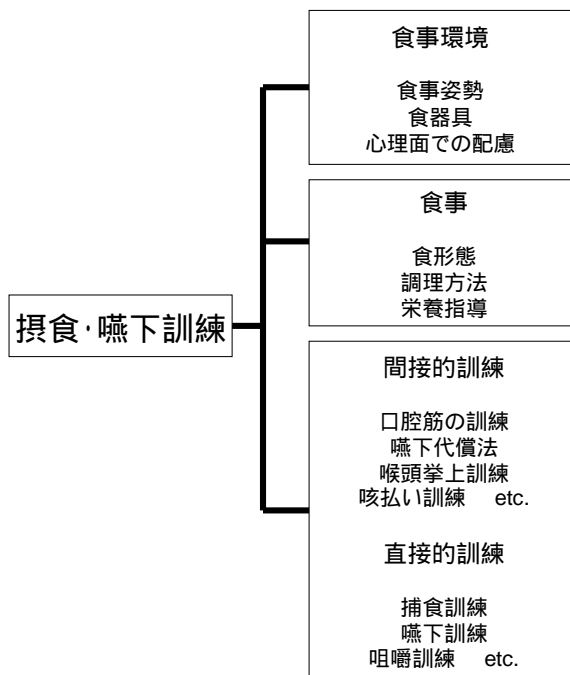 摂食・嚥下訓練
食事環境
食事姿勢
食器具
心理面での配慮
食事
食形態
調理方法
栄養指導
間接的訓練
口腔筋の訓練
嚥下代償法
喉頭挙上訓練
咳払い訓練 etc.
直接的訓練
捕食訓練
嚥下訓練
咀嚼訓練 etc.